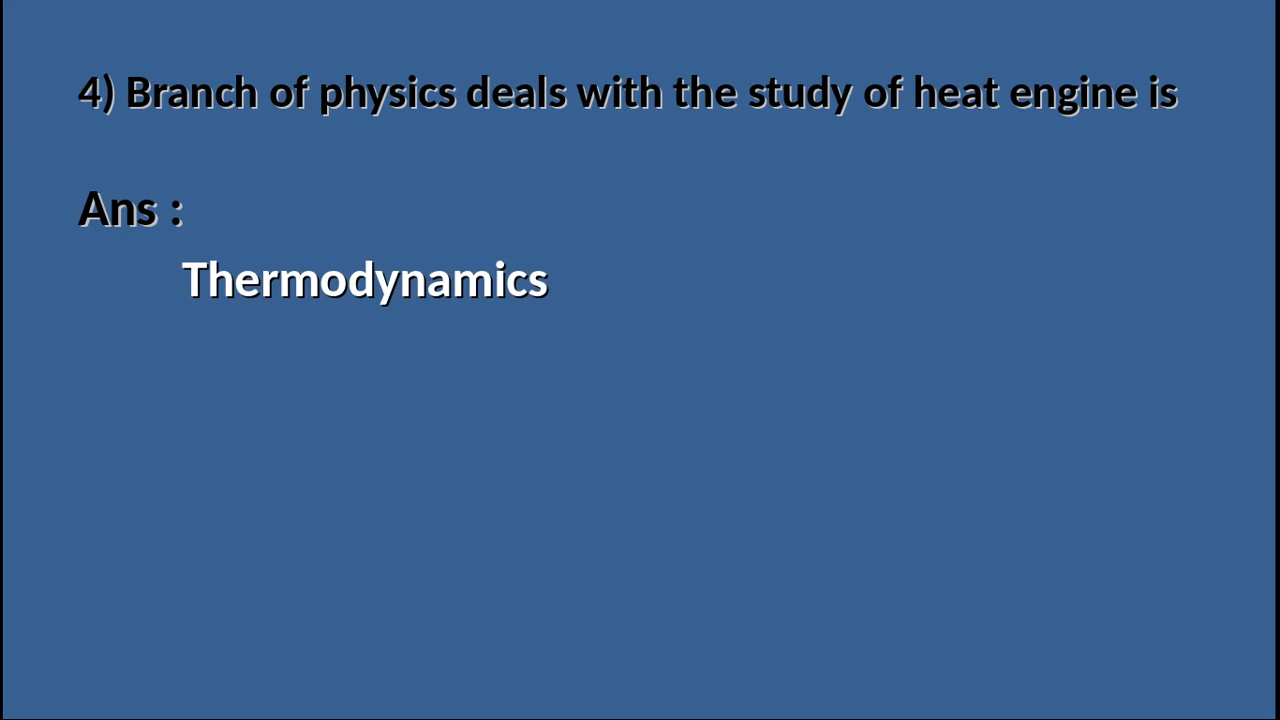 4) Branch of physics deals with the study of heat engine is
Ans :
Thermodynamics